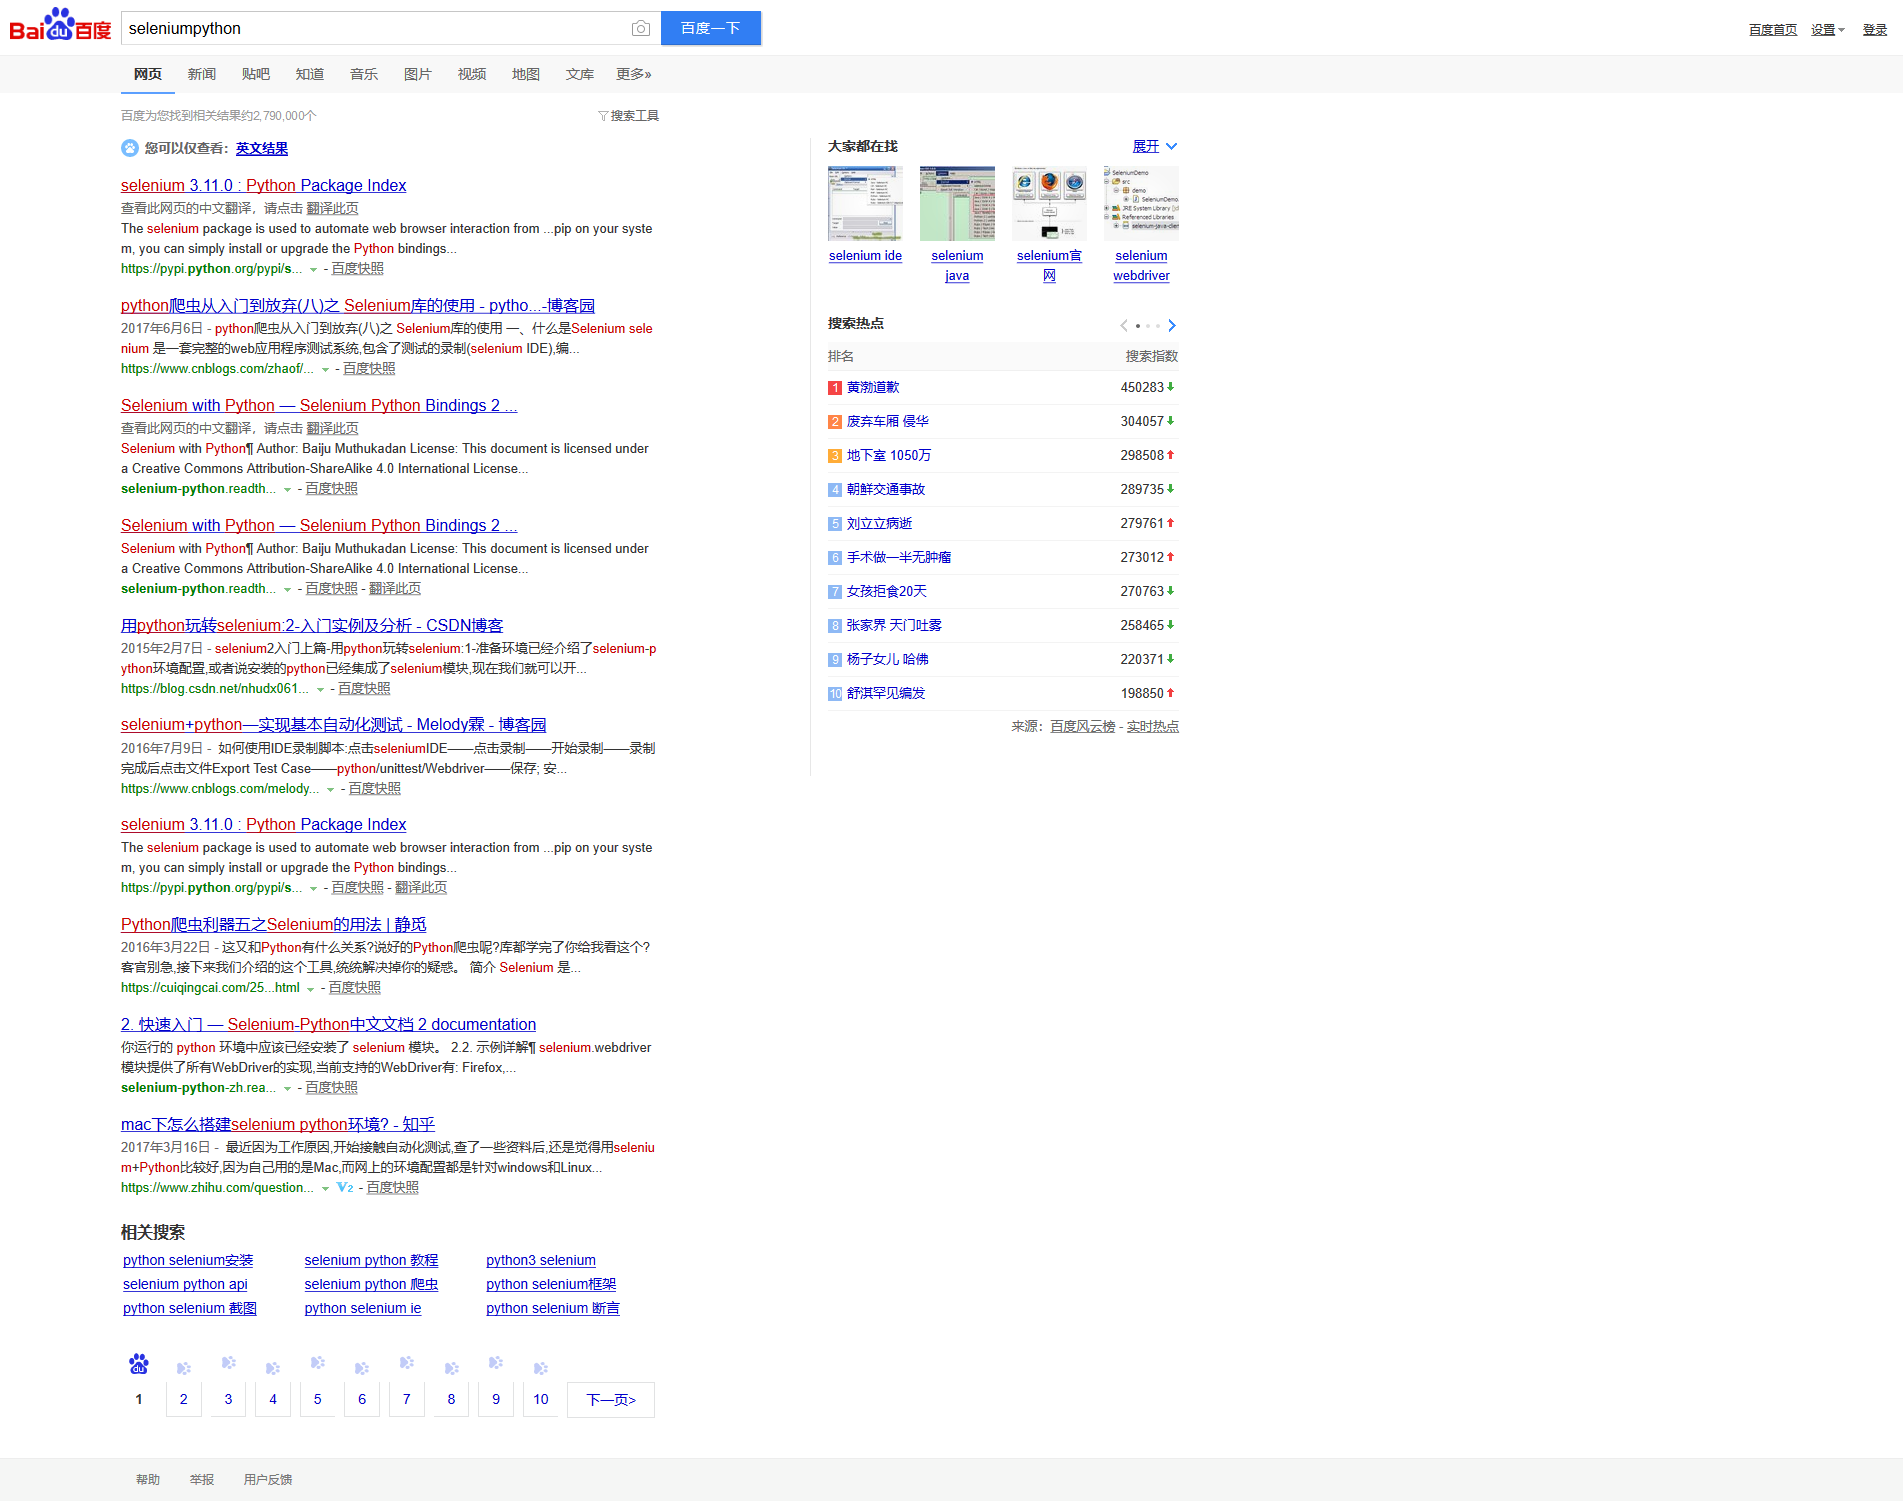 Bai du 百度
seleniumpython
百度一下
百度首页 设置 登录
网页 新闻 贴吧 知道 音乐 图片 视频 地图 文库 更多»
百度为您找到相关结果约2,790,000个
搜索工具
您可以仅查看：英文结果
selenium 3.11.0 : Python Package Index
查看此网页的中文翻译，请点击 翻译此页
The selenium package is used to automate web browser interaction from ...pip on your syste
m, you can simply install or upgrade the Python bindings...
https://pypi.python.org/pypi/s... - 百度快照
python爬虫从入门到放弃(八)之 Selenium库的使用 - pytho...-博客园
2017年6月6日 - python爬虫从入门到放弃(八)之 Selenium库的使用 一、什么是Selenium sele
nium 是一套完整的web应用程序测试系统,包含了测试的录制(selenium IDE),编...
https://www.cnblogs.com/zhaof/... - 百度快照
Selenium with Python — Selenium Python Bindings 2 ...
查看此网页的中文翻译，请点击 翻译此页
Selenium with Python¶ Author: Baiju Muthukadan License: This document is licensed under
a Creative Commons Attribution-ShareAlike 4.0 International License...
selenium-python.readth... - 百度快照
Selenium with Python — Selenium Python Bindings 2 ...
Selenium with Python¶ Author: Baiju Muthukadan License: This document is licensed under
a Creative Commons Attribution-ShareAlike 4.0 International License...
selenium-python.readth... - 百度快照 - 翻译此页
用python玩转selenium:2-入门实例及分析 - CSDN博客
2015年2月7日 - selenium2入门上篇-用python玩转selenium:1-准备环境已经介绍了selenium-p
ython环境配置,或者说安装的python已经集成了selenium模块,现在我们就可以开...
https://blog.csdn.net/nhudx061... - 百度快照
selenium+python—实现基本自动化测试 - Melody霖 - 博客园
2016年7月9日 - 如何使用IDE录制脚本:点击seleniumIDE——点击录制——开始录制——录制
完成后点击文件Export Test Case——python/unittest/Webdriver——保存; 安...
https://www.cnblogs.com/melody... - 百度快照
selenium 3.11.0 : Python Package Index
The selenium package is used to automate web browser interaction from ...pip on your syste
m, you can simply install or upgrade the Python bindings...
https://pypi.python.org/pypi/s... - 百度快照 - 翻译此页
Python爬虫利器五之Selenium的用法 | 静觅
2016年3月22日 - 这又和Python有什么关系?说好的Python爬虫呢?库都学完了你给我看这个?
客官别急,接下来我们介绍的这个工具,统统解决掉你的疑惑。 简介 Selenium 是...
https://cuiqingcai.com/25...html - 百度快照
2. 快速入门 — Selenium-Python中文文档 2 documentation
你运行的 python 环境中应该已经安装了 selenium 模块。 2.2. 示例详解¶ selenium.webdriver
模块提供了所有WebDriver的实现,当前支持的WebDriver有: Firefox,...
selenium-python-zh.rea... - 百度快照
mac下怎么搭建selenium python环境? - 知乎
2017年3月16日 - 最近因为工作原因,开始接触自动化测试,查了一些资料后,还是觉得用seleniu
m+Python比较好,因为自己用的是Mac,而网上的环境配置都是针对windows和Linux...
https://www.zhihu.com/question... V2 - 百度快照
相关搜索
python selenium安装 selenium python 教程 python3 selenium
selenium python api selenium python 爬虫 python selenium框架
python selenium 截图 python selenium ie python selenium 断言
du
1 2 3 4 5 6 7 8 9 10 下一页>
大家都在找 展开
SeleniumDemo
src
demo
SeleniumDemo.
JRE System Library [jd
Referenced Libraries
selenium-java-clien
selenium ide
selenium
java
selenium官
网
selenium
webdriver
搜索热点
排名 搜索指数
1 黄渤道歉 450283
2 废弃车厢 侵华 304057
3 地下室 1050万 298508
4 朝鲜交通事故 289735
5 刘立立病逝 279761
6 手术做一半无肿瘤 273012
7 女孩拒食20天 270763
8 张家界 天门吐雾 258465
9 杨子女儿 哈佛 220371
10 舒淇罕见编发 198850
来源：百度风云榜 - 实时热点
帮助 举报 用户反馈